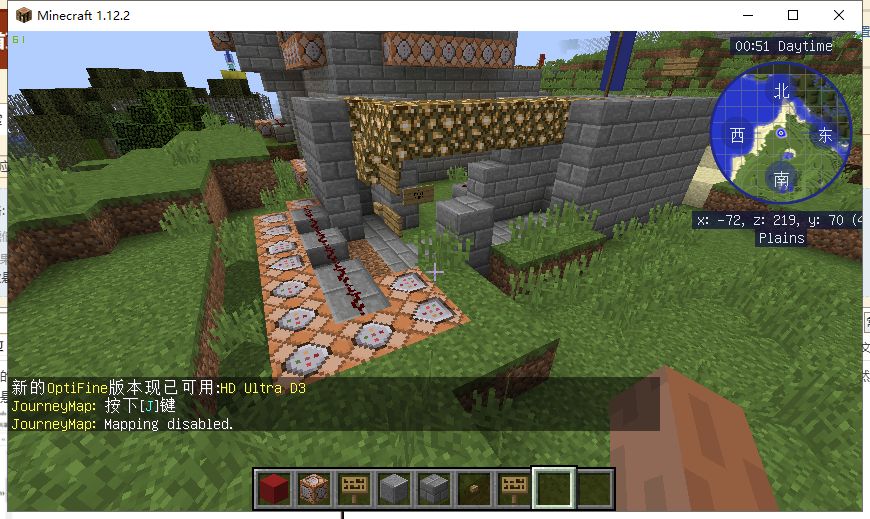 Minecraft 1.12.2
00:51 Daytime
北
西
东
南
x: -72, z: 219, y: 70 (4
Plains
新的OptiFine版本现已可用:HD Ultra D3
JourneyMap: 按下[J]键
JourneyMap: Mapping disabled.